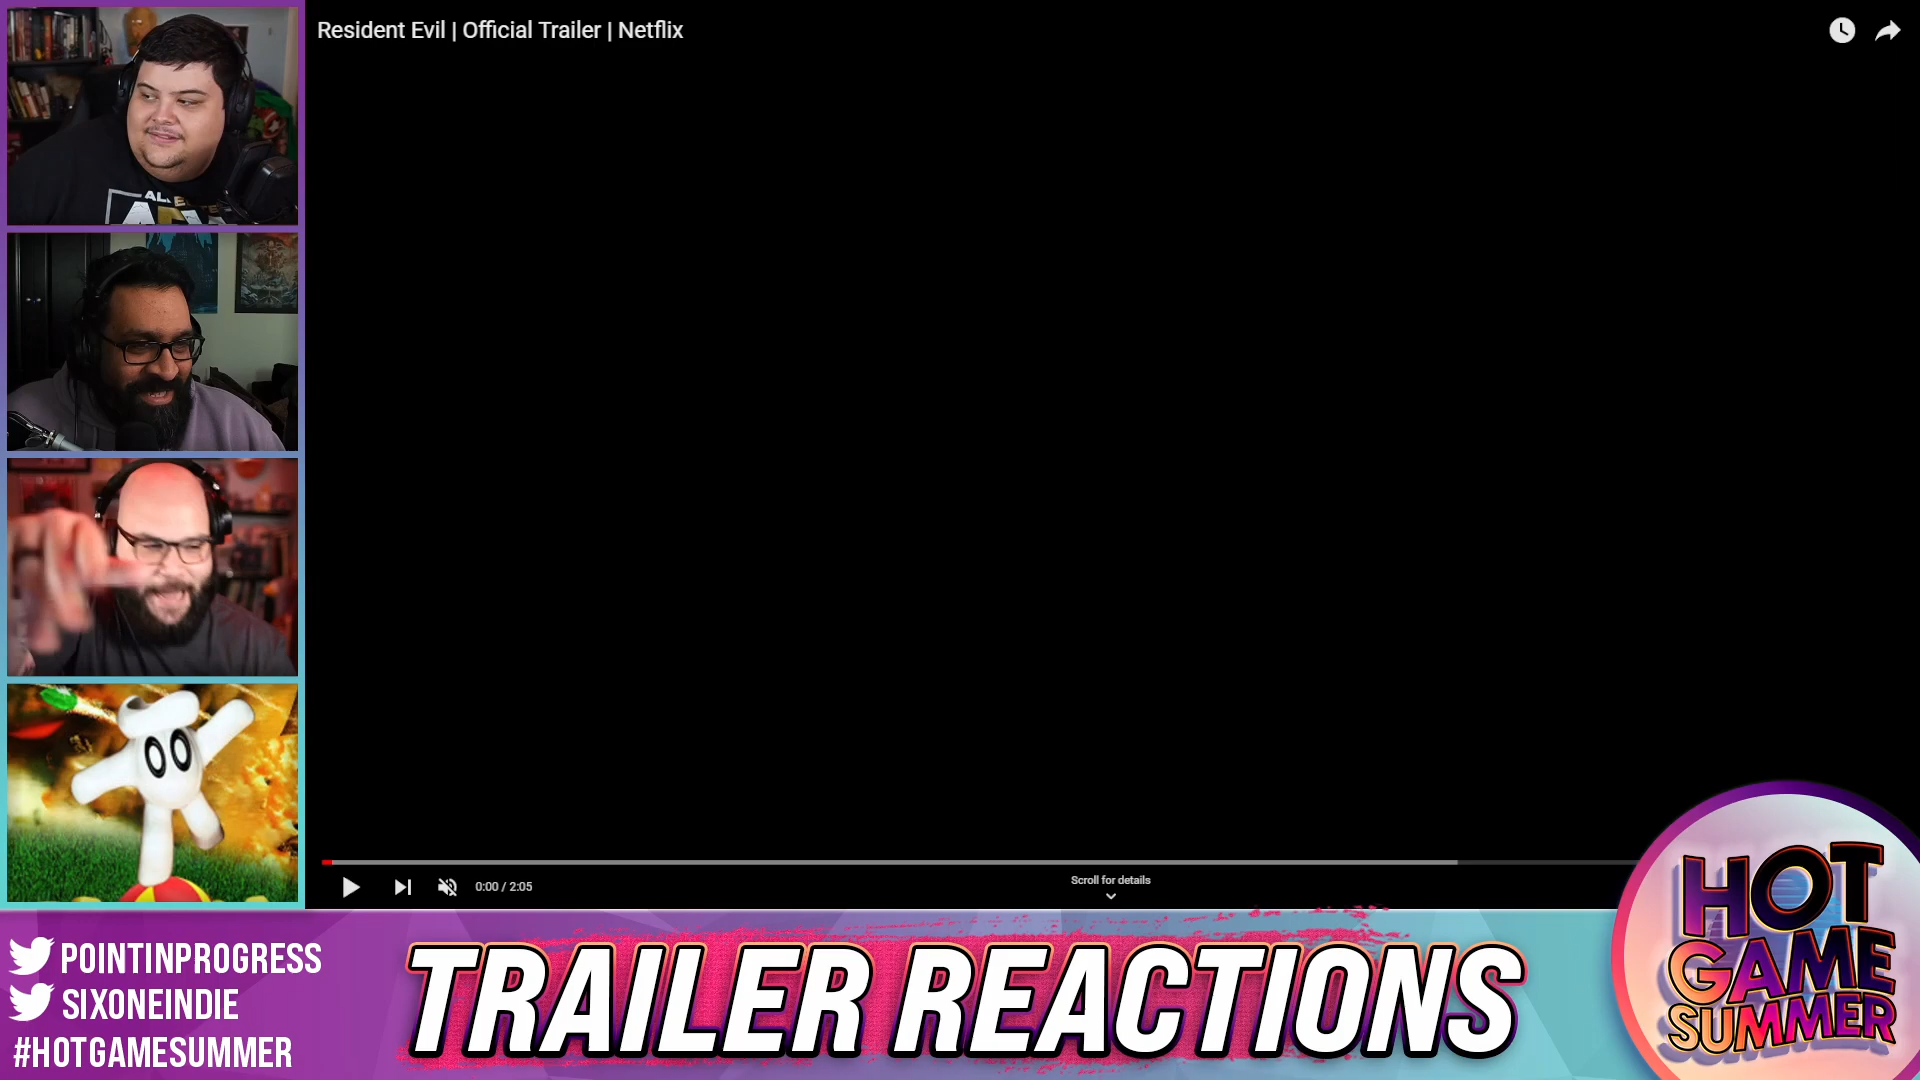 Resident Evil | Official Trailer | Netflix
0:00 / 2:05
Scroll for details
POINTINPROGRESS
SIXONEINDIE
#HOTGAMESUMMER
TRAILER REACTIONS
HOT
GAME
SUMMER